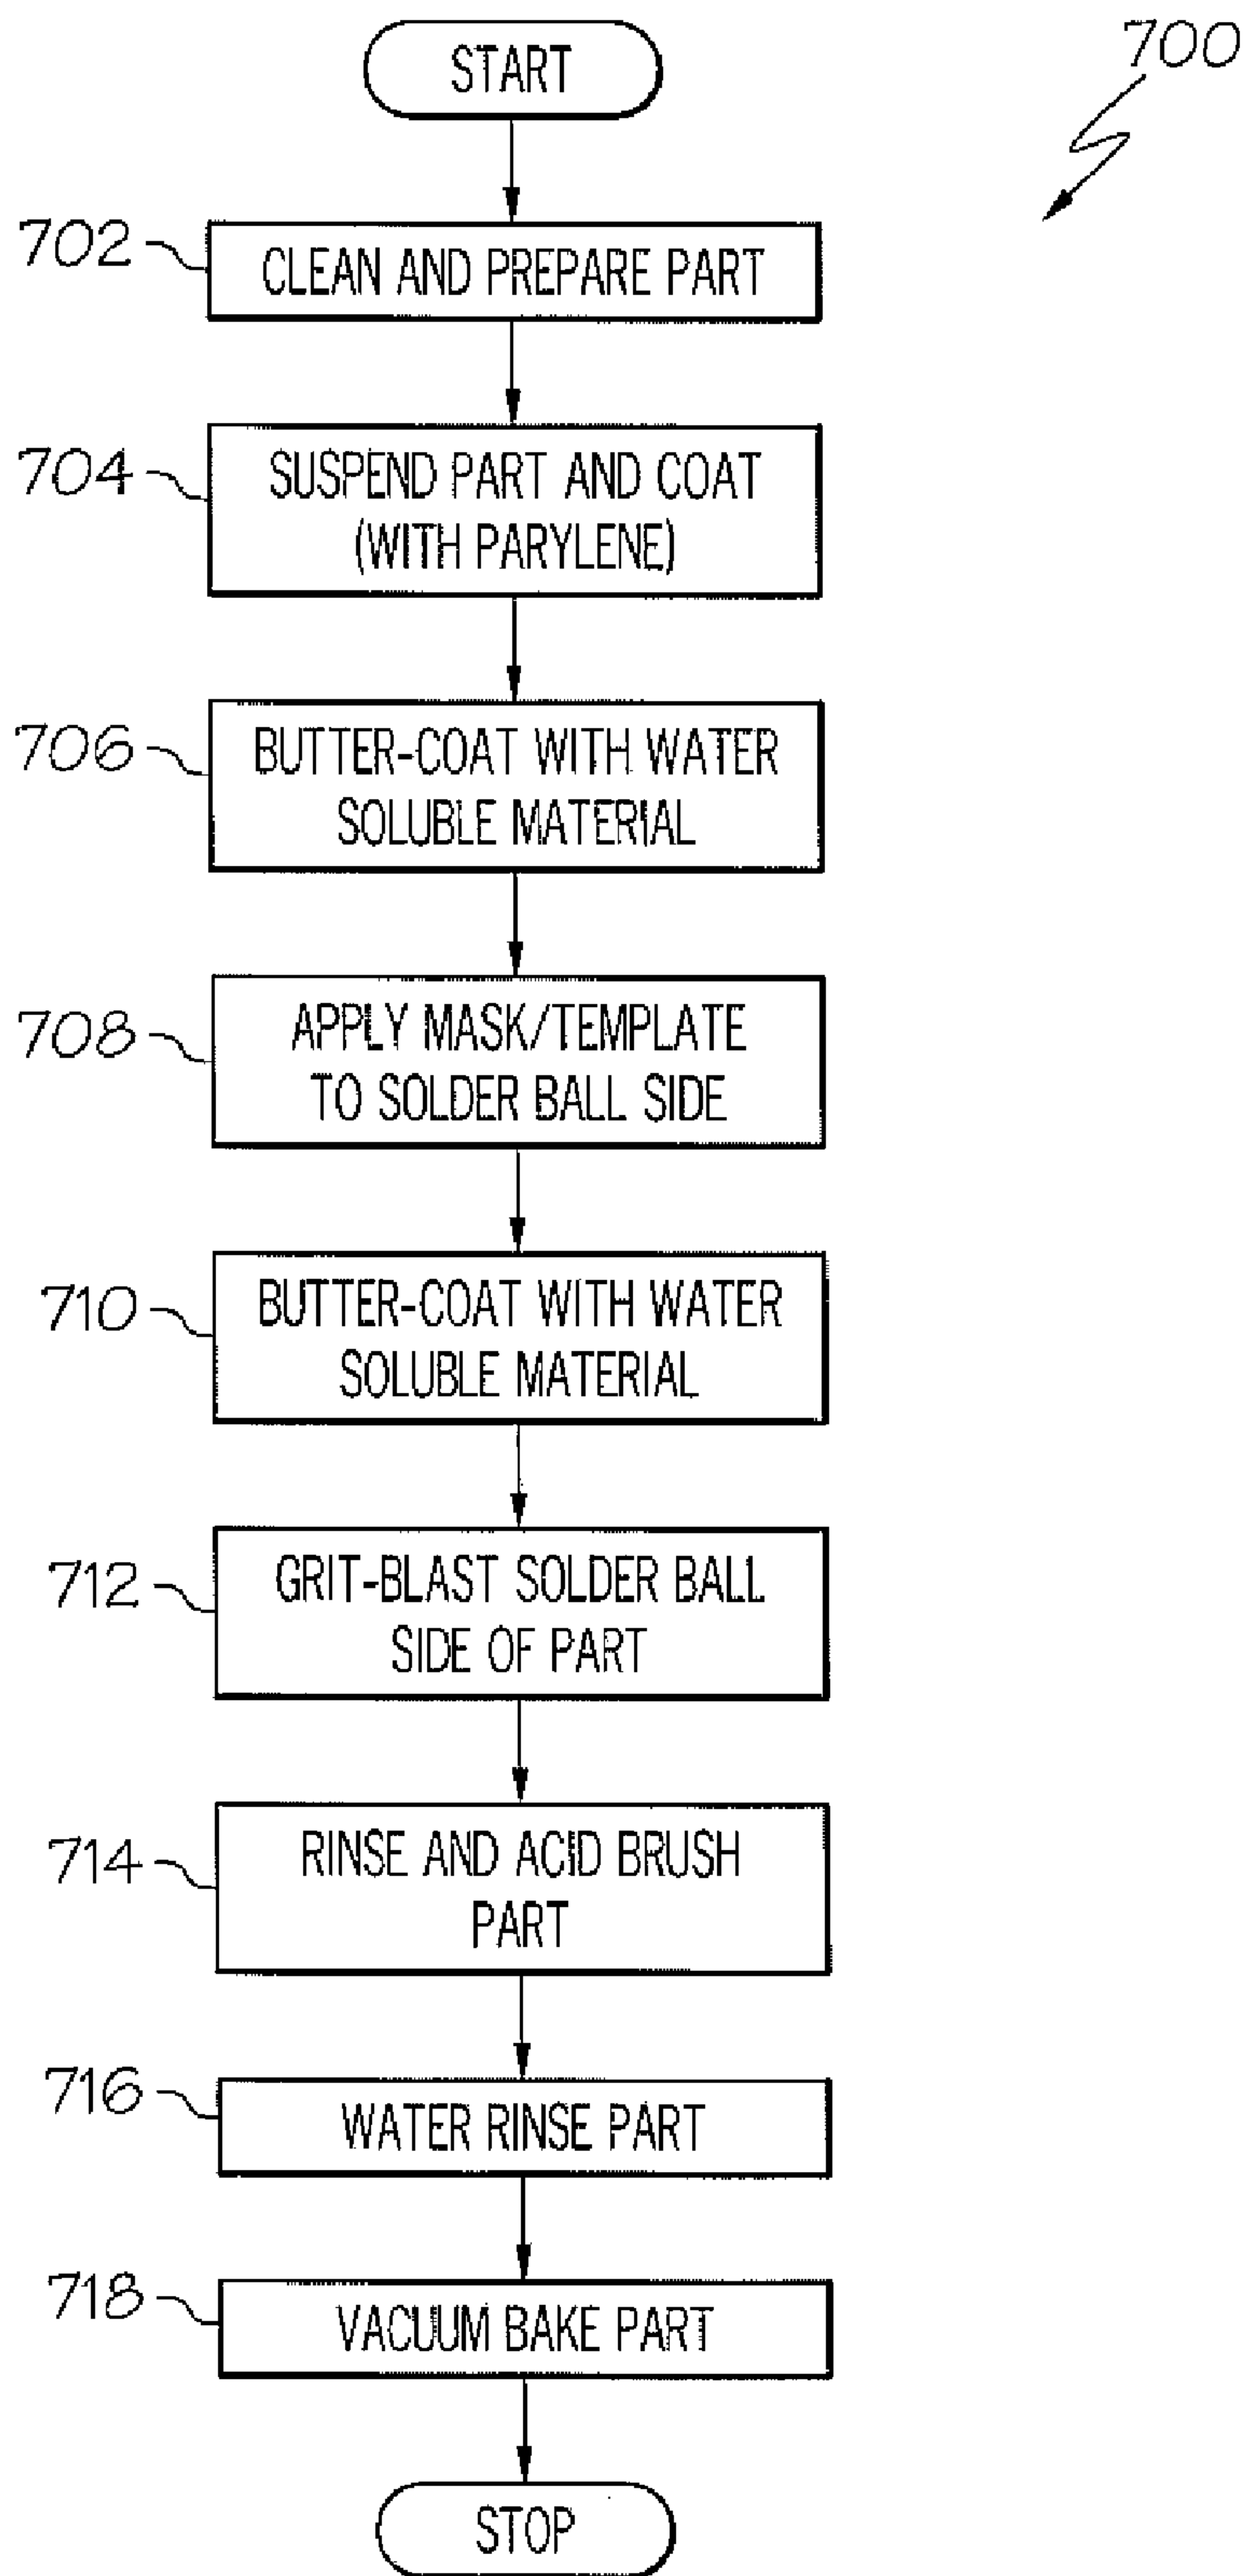 START
700
702
CLEAN AND PREPARE PART
704
SUSPEND PART AND COAT
(WITH PARYLENE)
706
BUTTER-COAT WITH WATER
SOLUBLE MATERIAL
708
APPLY MASK/TEMPLATE
TO SOLDER BALL SIDE
710
BUTTER-COAT WITH WATER
SOLUBLE MATERIAL
712
GRIT-BLAST SOLDER BALL
SIDE OF PART
714
RINSE AND ACID BRUSH
PART
716
WATER RINSE PART
718
VACUUM BAKE PART
STOP